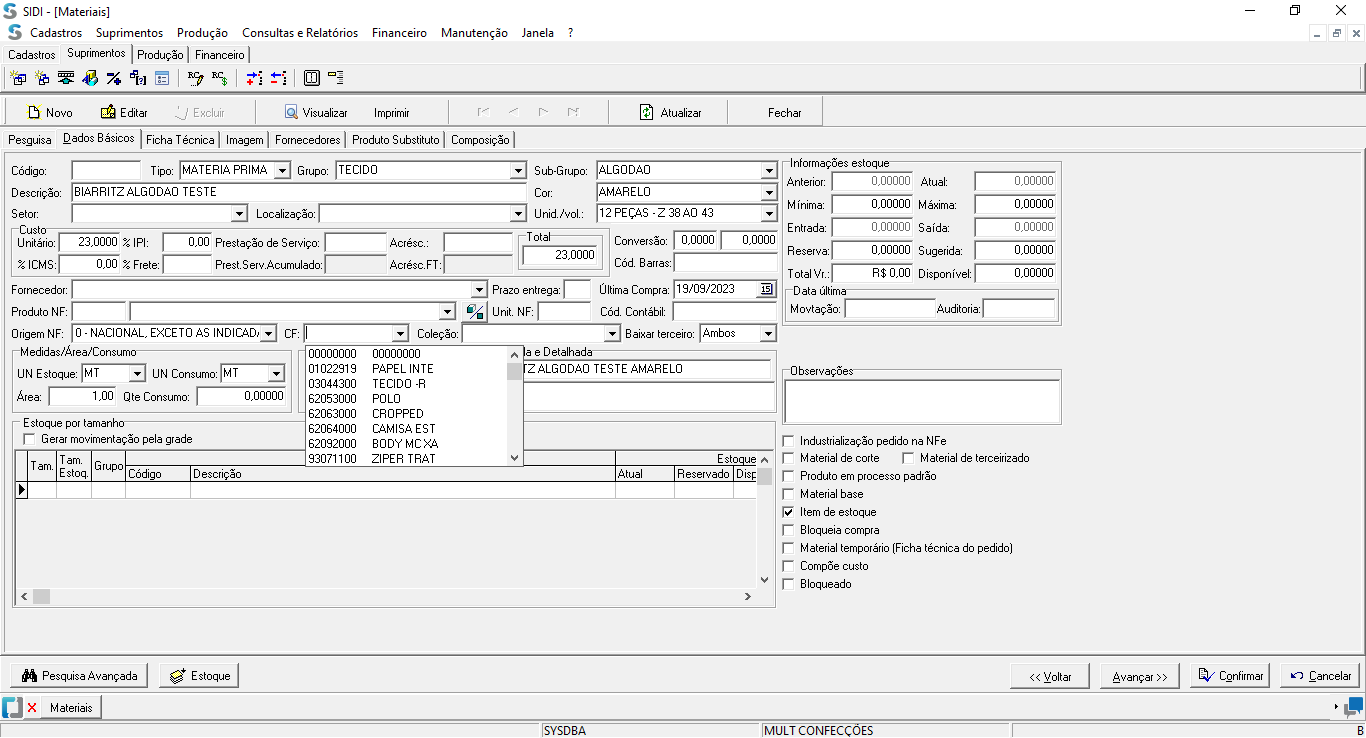 SIDI - [Materiais]
Cadastros Suprimentos Produção Consultas e Relatórios Financeiro Manutenção Janela ?
Cadastros Suprimentos Produção Financeiro
Novo Editar Excluir Visualizar Imprimir Atualizar Fechar
Pesquisa Dados Básicos Ficha Técnica Imagem Fornecedores Produto Substituto Composição
Código: Tipo: MATERIA PRIMA Grupo: TECIDO Sub-Grupo: ALGODAO
Descrição: BIARRITZ ALGODAO TESTE Cor: AMARELO
Setor: Localização: Unid./vol.: 12 PEÇAS - Z 38 AO 43
Custo
Unitário: 23,0000 % IPI: 0,00 Prestação de Serviço: Acrésc.: Total 23,0000 Conversão: 0,0000 0,0000
% ICMS: 0,00 % Frete: Prest.Serv.Acumulado: Acrésc.FT: Cód. Barras:
Fornecedor: Prazo entrega: Última Compra: 19/09/2023 15
Produto NF: Unit. NF: Cód. Contábil:
Origem NF: 0 - NACIONAL, EXCETO AS INDICADA CF: Coleção: Baixar terceiro: Ambos
00000000 00000000
01022919 PAPEL INTE
03044300 TECIDO -R
62053000 POLO
62063000 CROPPED
62064000 CAMISA EST
62092000 BODY MC XA
93071100 ZIPER TRAT
Medidas/Área/Consumo
UN Estoque: MT UN Consumo: MT
Área: 1,00 Qte Consumo: 0,00000
da e Detalhada
TZ ALGODAO TESTE AMARELO
Estoque por tamanho
Gerar movimentação pela grade
Tam. Tam. Estoq. Grupo Código Descrição Estoque Atual Reservado Disp
Informações estoque
Anterior: 0,00000 Atual: 0,00000
Mínima: 0,00000 Máxima: 0,00000
Entrada: 0,00000 Saída: 0,00000
Reserva: 0,00000 Sugerida: 0,00000
Total Vr.: R$ 0,00 Disponível: 0,00000
Data última
Movtação: Auditoria:
Observações
Industrialização pedido na NFe
Material de corte Material de terceirizado
Produto em processo padrão
Material base
Item de estoque
Bloqueia compra
Material temporário (Ficha técnica do pedido)
Compõe custo
Bloqueado
Pesquisa Avançada Estoque << Voltar Avançar >> Confirmar Cancelar
Materiais
SYSDBA MULT CONFECÇÕES B